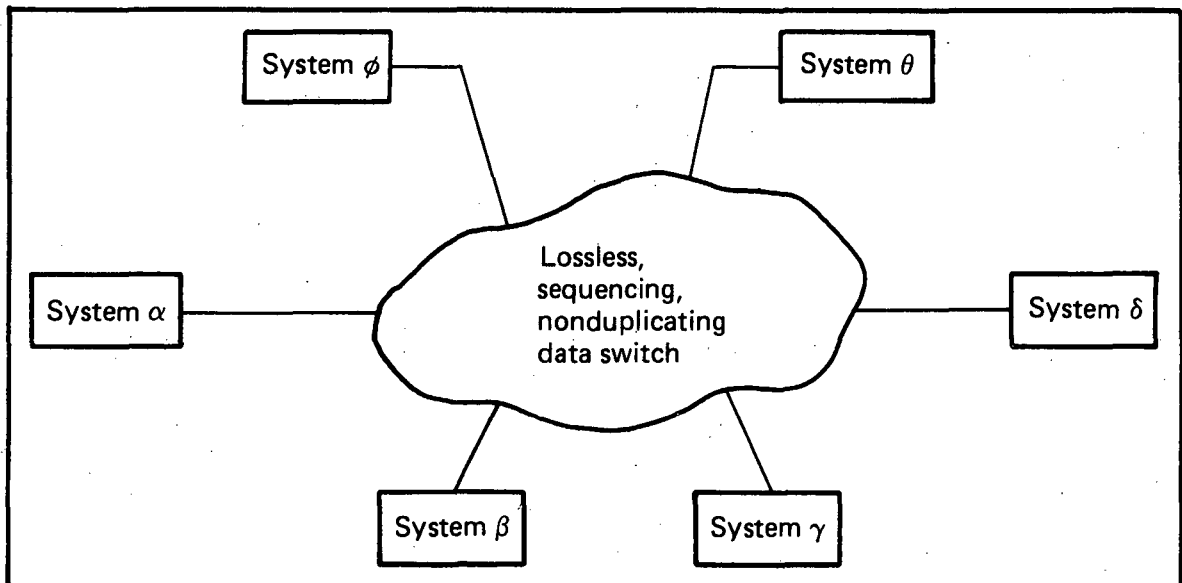 System ϕ
System θ
Lossless,
sequencing,
nonduplicating
data switch
System α
System δ
System β
System γ